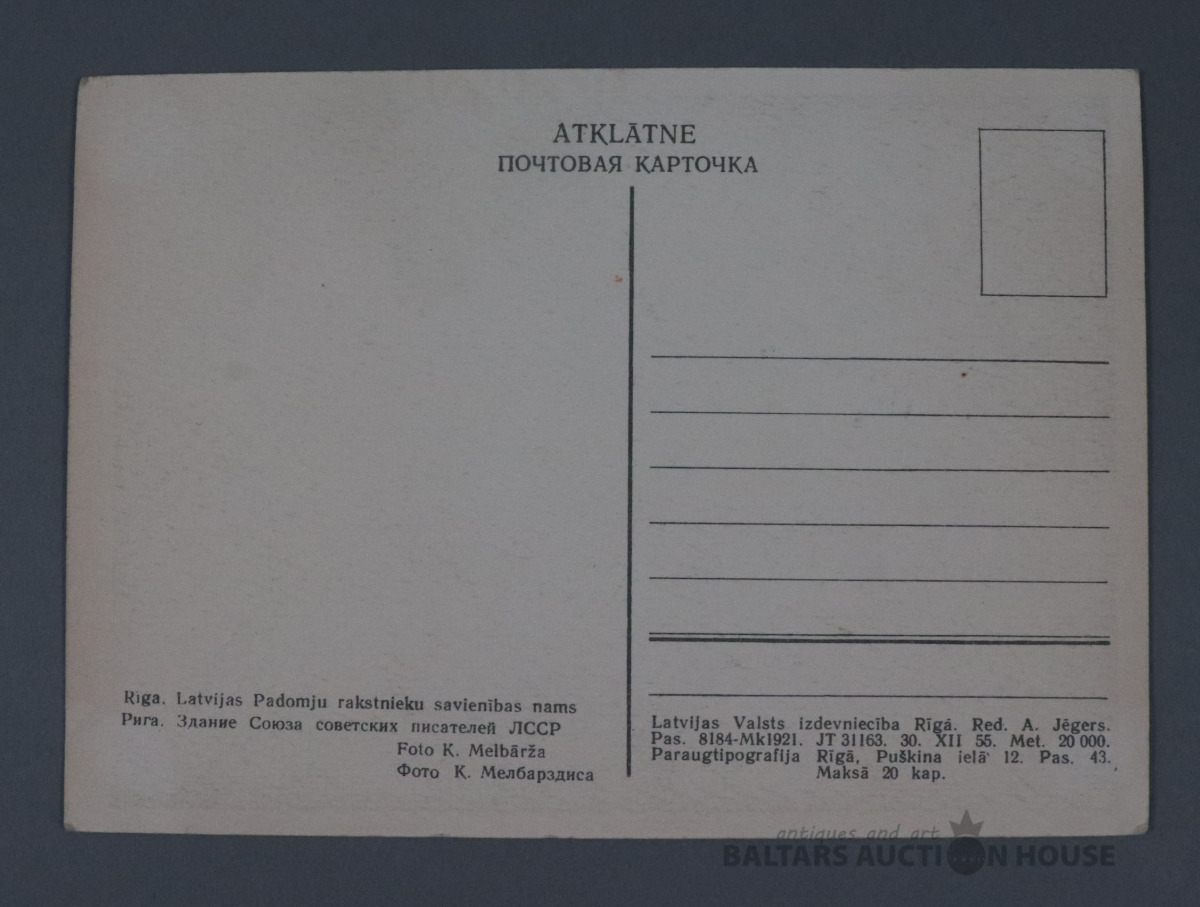 ATKLĀTNE
ПОЧТОВАЯ КАРТОЧКА
Rīga. Latvijas Padomju rakstnieku savienības nams
Рига. Здание Союза советских писателей ЛССР
Foto K. Melbārža
Фото К. Мелбарздиса
Latvijas Valsts izdevniecība Rīgā. Red. A. Jēgers.
Pas. 8184-Mk1921. JT 31163. 30. XII 55. Met. 20 000.
Paraugtipografija Rīgā, Puškina ielā 12. Pas. 43.
Maksā 20 kap.
antiques and art
BALTARS AUCTION HOUSE